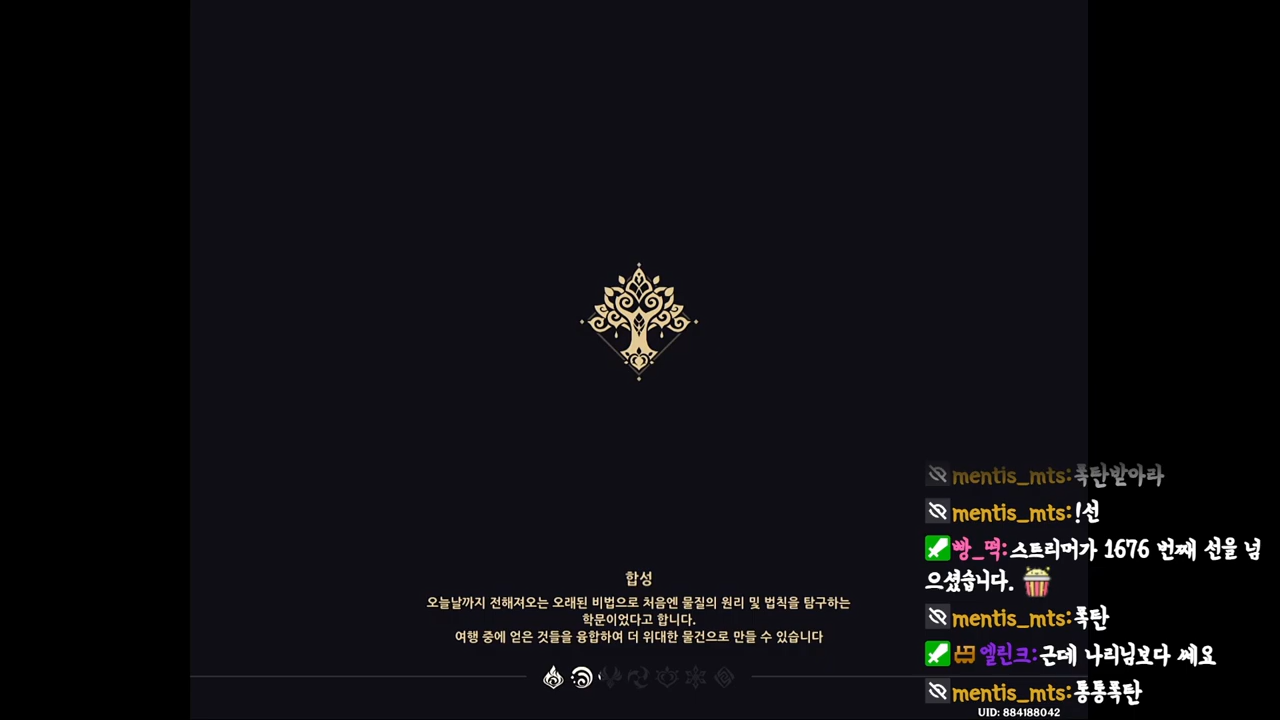 합성
오늘날까지 전해져오는 오래된 비법으로 처음엔 물질의 원리 및 법칙을 탐구하는
학문이었다고 합니다.
여행 중에 얻은 것들을 융합하여 더 위대한 물건으로 만들 수 있습니다
mentis_mts:폭탄받아라
mentis_mts:!선
빵_떡:스트리머가 1676 번째 선을 넘
으셨습니다.
mentis_mts:폭탄
엘린크:근데 나리님보다 쎄요
mentis_mts:통통폭탄
UID: 884188042